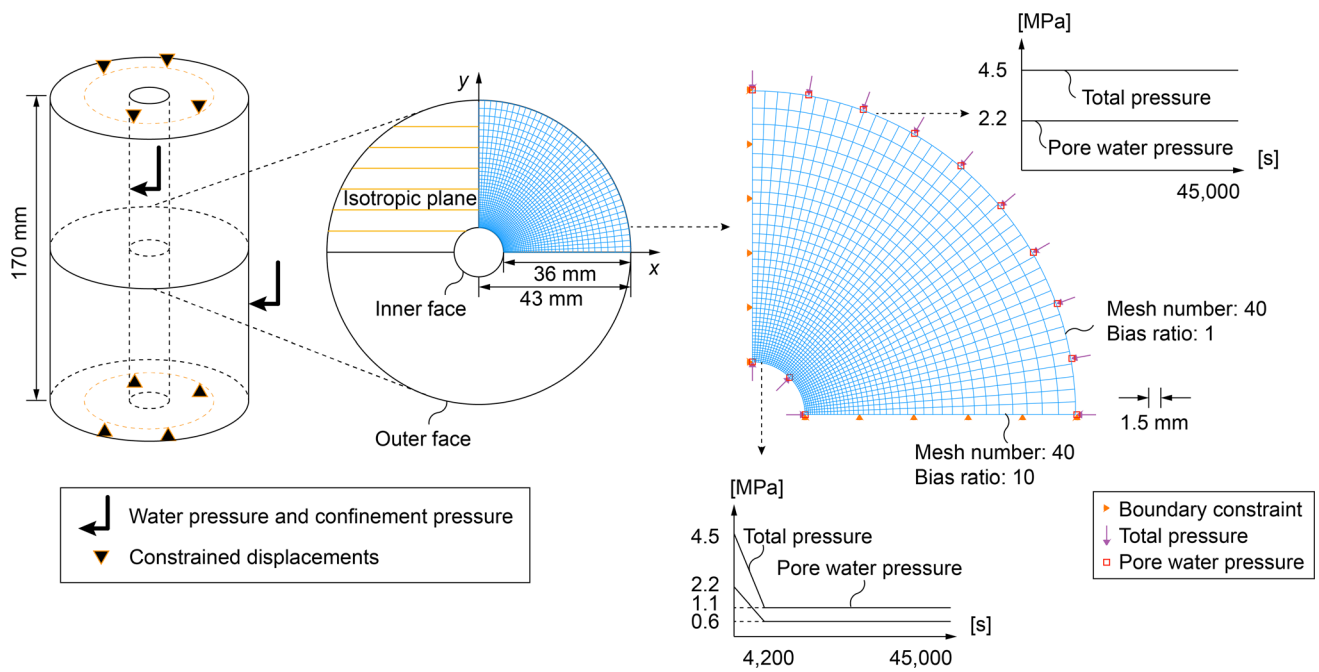 170 mm
y
Isotropic plane
x
36 mm
43 mm
Inner face
Outer face
Water pressure and confinement pressure
Constrained displacements
[MPa]
4.5
Total pressure
2.2
Pore water pressure
[s]
45,000
Mesh number: 40
Bias ratio: 1
1.5 mm
Mesh number: 40
Bias ratio: 10
[MPa]
4.5
Total pressure
Pore water pressure
2.2
1.1
0.6
[s]
4,200
45,000
Boundary constraint
Total pressure
Pore water pressure